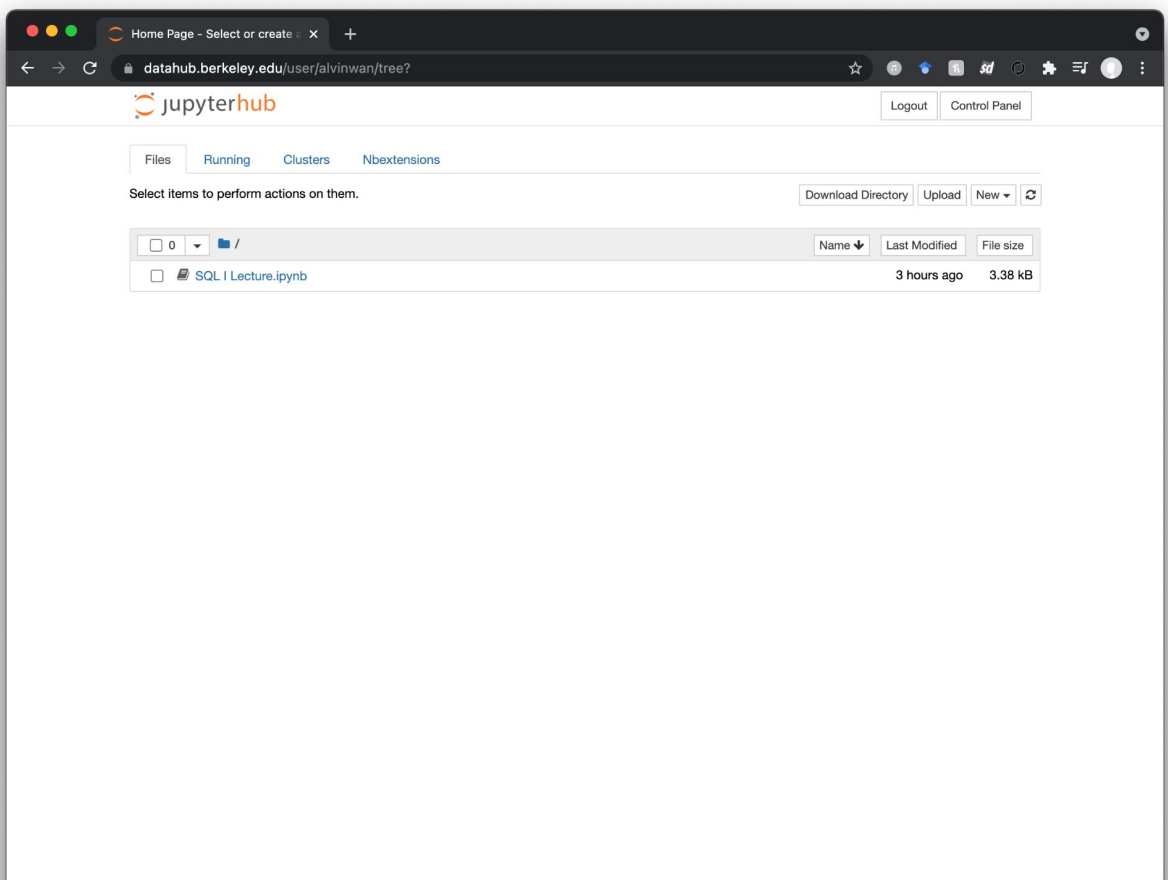 Home Page - Select or create a
datahub.berkeley.edu/user/alvinwan/tree?
jupyterhub
Logout Control Panel
Files Running Clusters Nbextensions
Select items to perform actions on them.
Download Directory Upload New
0 / Name Last Modified File size
SQL I Lecture.ipynb 3 hours ago 3.38 kB